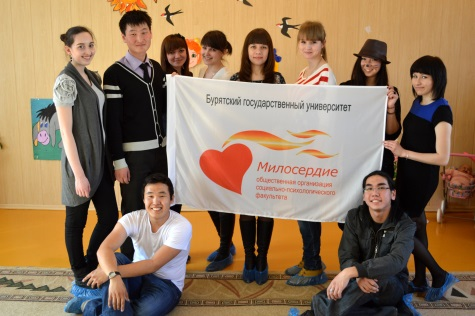 Бурятский государственный университет
Милосердие
общественная организация
социально-психологического
факультета